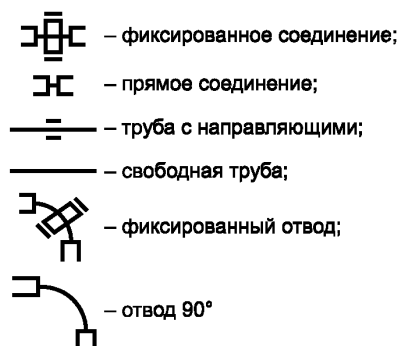 – фиксированное соединение;
– прямое соединение;
– труба с направляющими;
– свободная труба;
– фиксированный отвод;
– отвод 90°